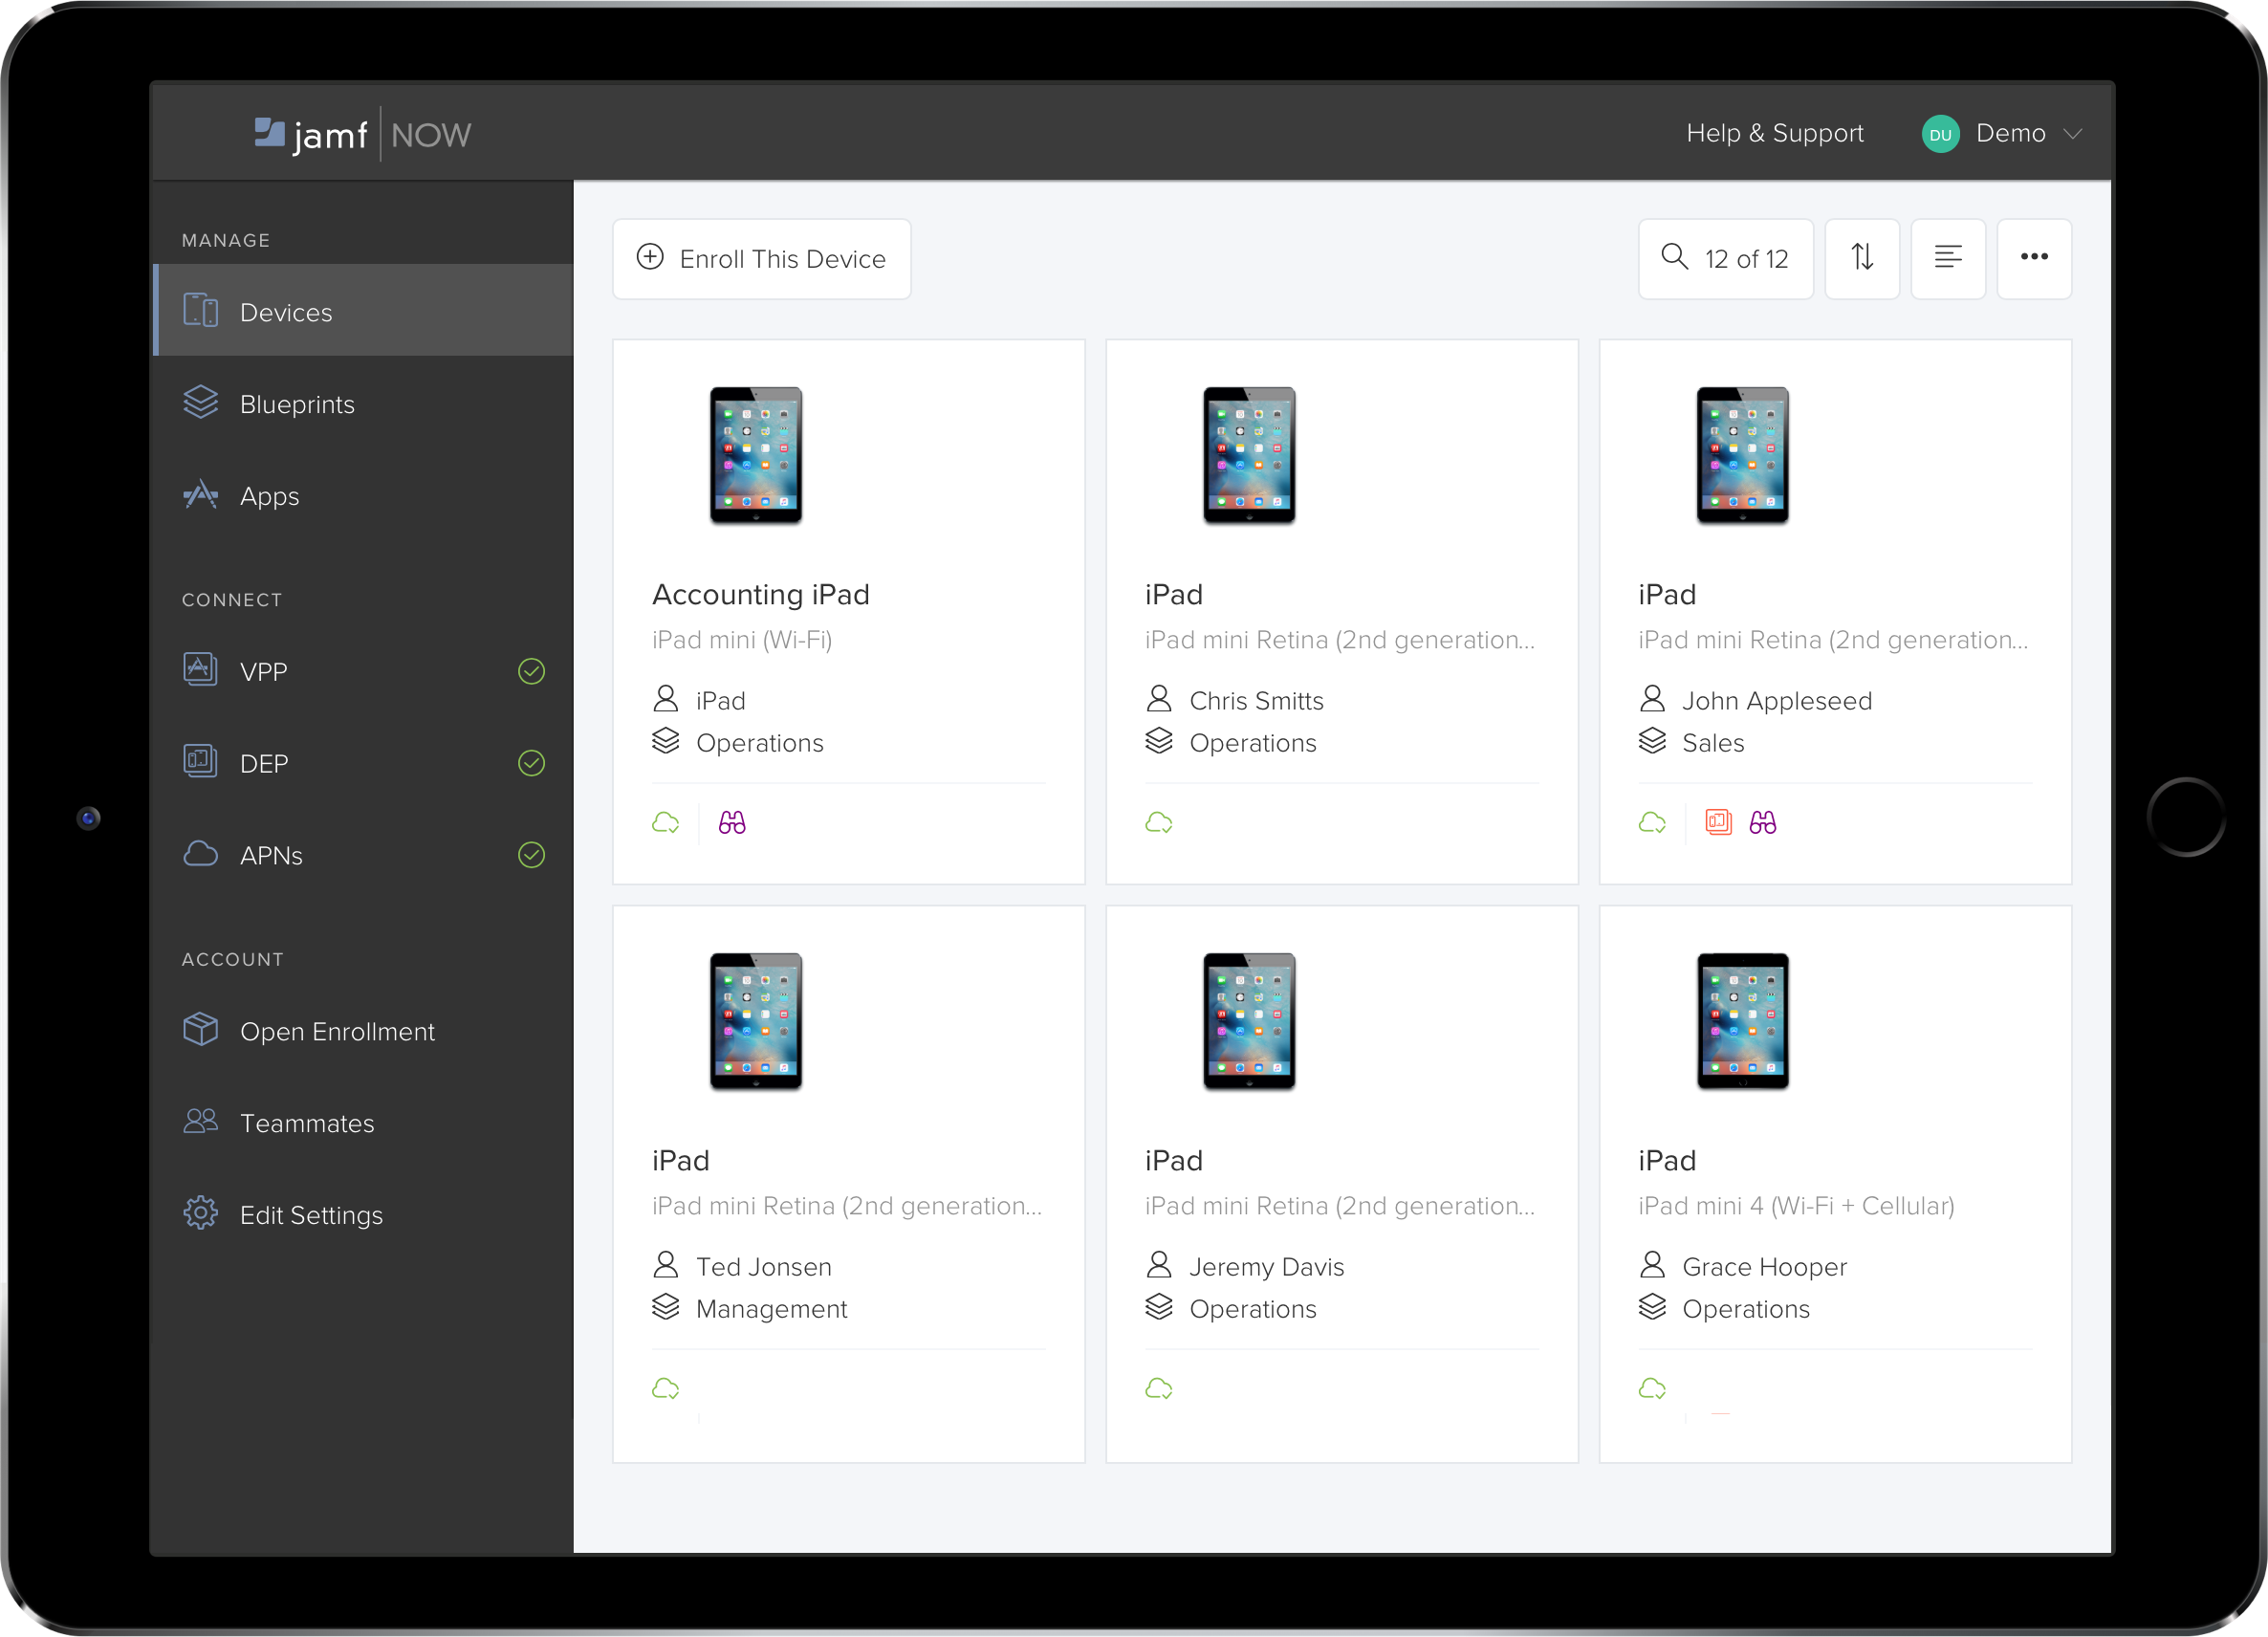 jamf NOW
Help & Support
DU Demo
MANAGE
Devices
Blueprints
Apps
CONNECT
VPP
DEP
APNs
ACCOUNT
Open Enrollment
Teammates
Edit Settings
Enroll This Device
12 of 12
Accounting iPad
iPad mini (Wi-Fi)
iPad
Operations
iPad
iPad mini Retina (2nd generation...
Chris Smitts
Operations
iPad
iPad mini Retina (2nd generation...
John Appleseed
Sales
iPad
iPad mini Retina (2nd generation...
Ted Jonsen
Management
iPad
iPad mini Retina (2nd generation...
Jeremy Davis
Operations
iPad
iPad mini 4 (Wi-Fi + Cellular)
Grace Hooper
Operations